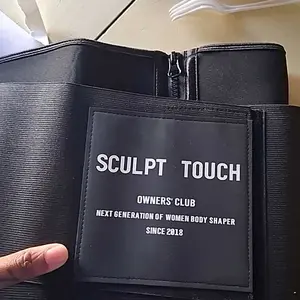 SCULPT TOUCH
OWNERS' CLUB
NEXT GENERATION OF WOMEN BODY SHAPER
SINCE 2018